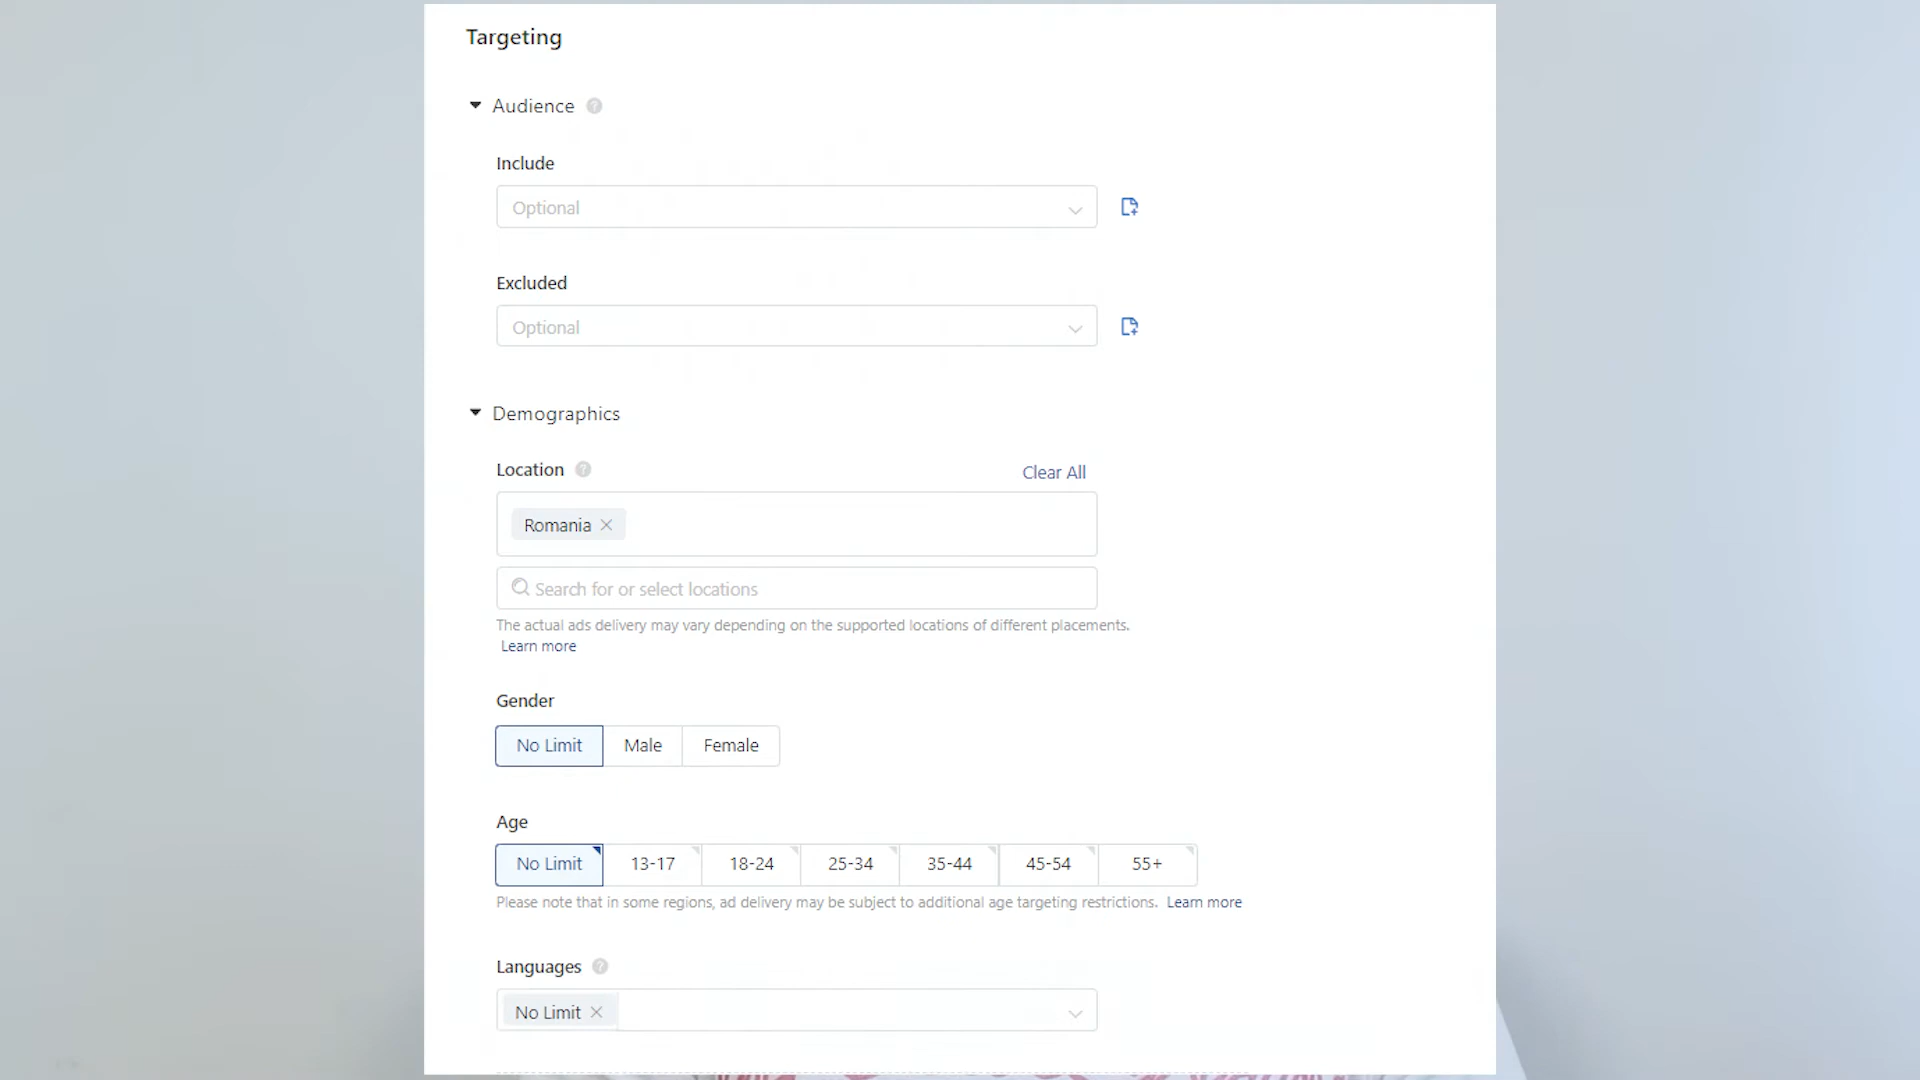 Targeting
Audience ?
Include
Optional
Excluded
Optional
Demographics
Location ? Clear All
Romania ×
Search for or select locations
The actual ads delivery may vary depending on the supported locations of different placements.
Learn more
Gender
No Limit Male Female
Age
No Limit 13-17 18-24 25-34 35-44 45-54 55+
Please note that in some regions, ad delivery may be subject to additional age targeting restrictions. Learn more
Languages ?
No Limit ×